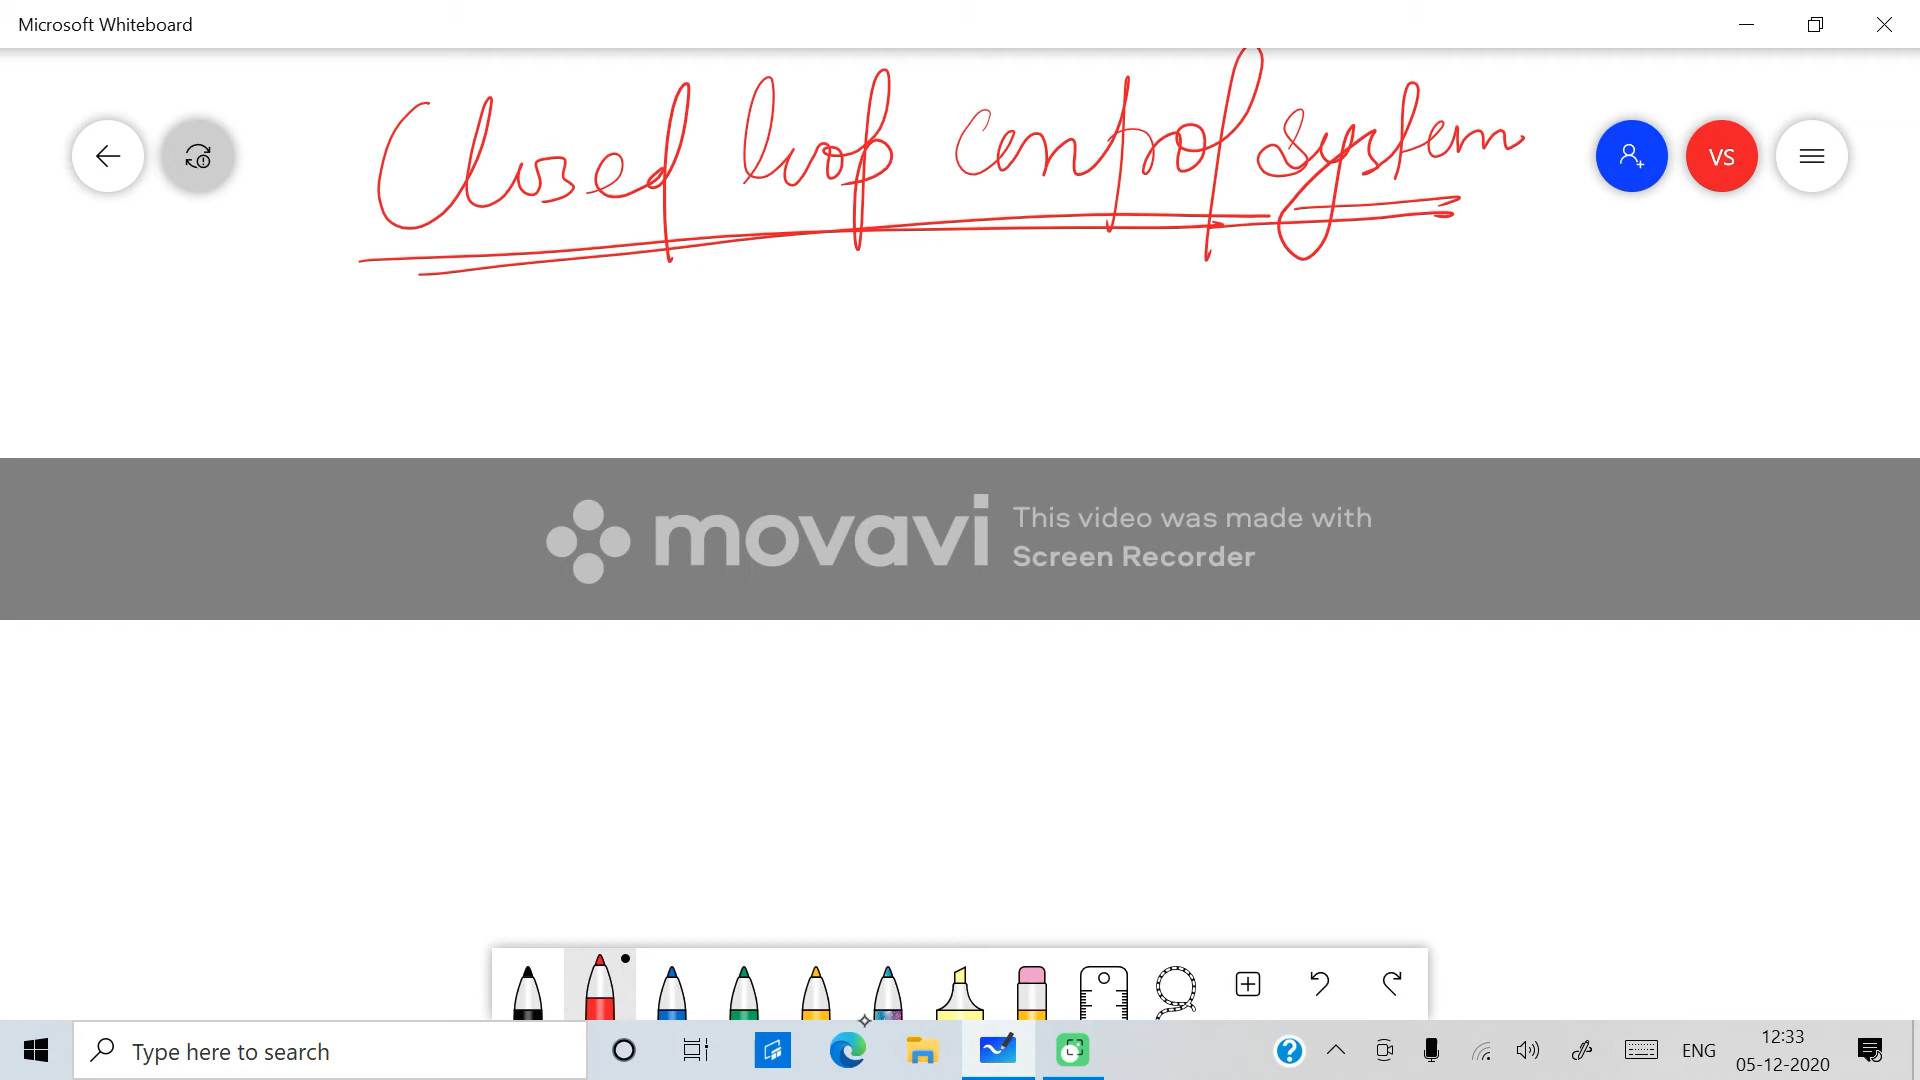 Microsoft Whiteboard
Closed loop control system
VS
movavi
This video was made with
Screen Recorder
Type here to search
ENG
12:33
05-12-2020